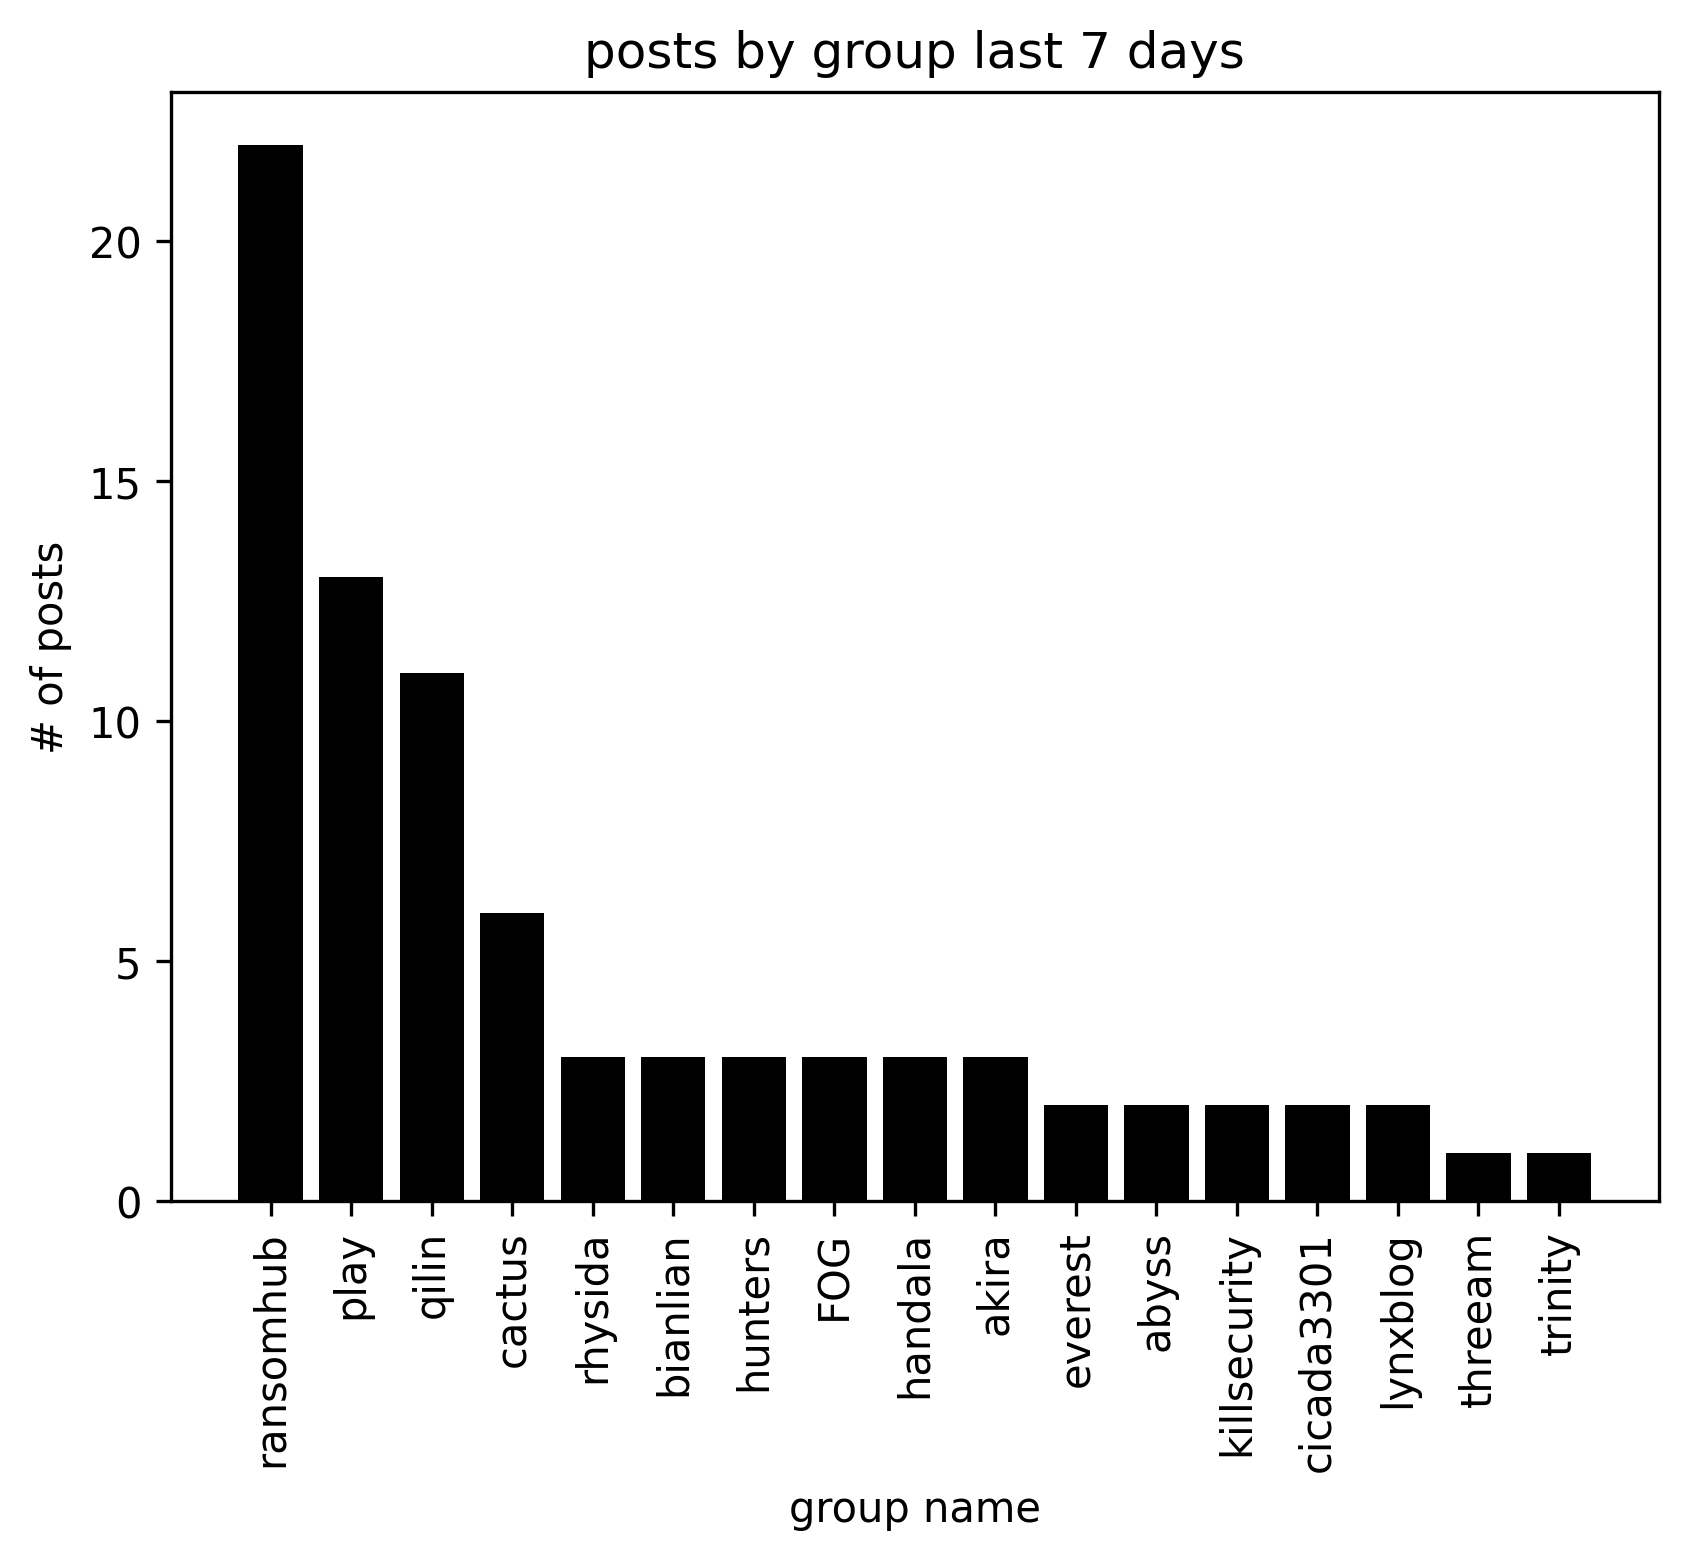 posts by group last 7 days
# of posts
20
15
10
5
0
ransomhub
play
qilin
cactus
rhysida
bianlian
hunters
FOG
handala
akira
everest
abyss
killsecurity
cicada3301
lynxblog
threeam
trinity
group name